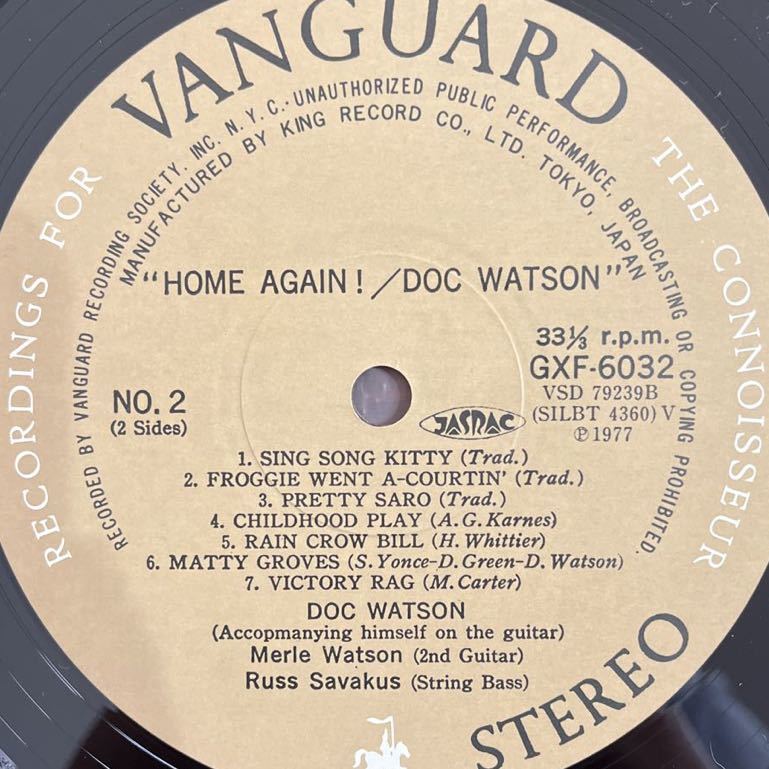 VANGUARD
RECORDINGS FOR THE CONNOISSEUR
RECORDED BY VANGUARD RECORDING SOCIETY, INC. N.Y.C. · UNAUTHORIZED PUBLIC PERFORMANCE, BROADCASTING OR COPYING PROHIBITED.
MANUFACTURED BY KING RECORD CO., LTD. TOKYO, JAPAN
"HOME AGAIN! / DOC WATSON"
33⅓ r.p.m.
GXF-6032
VSD 79239B
(SILBT 4360) V
℗1977
NO. 2
(2 Sides)
JASRAC
1. SING SONG KITTY (Trad.)
2. FROGGIE WENT A-COURTIN' (Trad.)
3. PRETTY SARO (Trad.)
4. CHILDHOOD PLAY (A.G. Karnes)
5. RAIN CROW BILL (H. Whittier)
6. MATTY GROVES (S. Yonce-D. Green-D. Watson)
7. VICTORY RAG (M. Carter)
DOC WATSON
(Accopmanying himself on the guitar)
Merle Watson (2nd Guitar)
Russ Savakus (String Bass)
STEREO